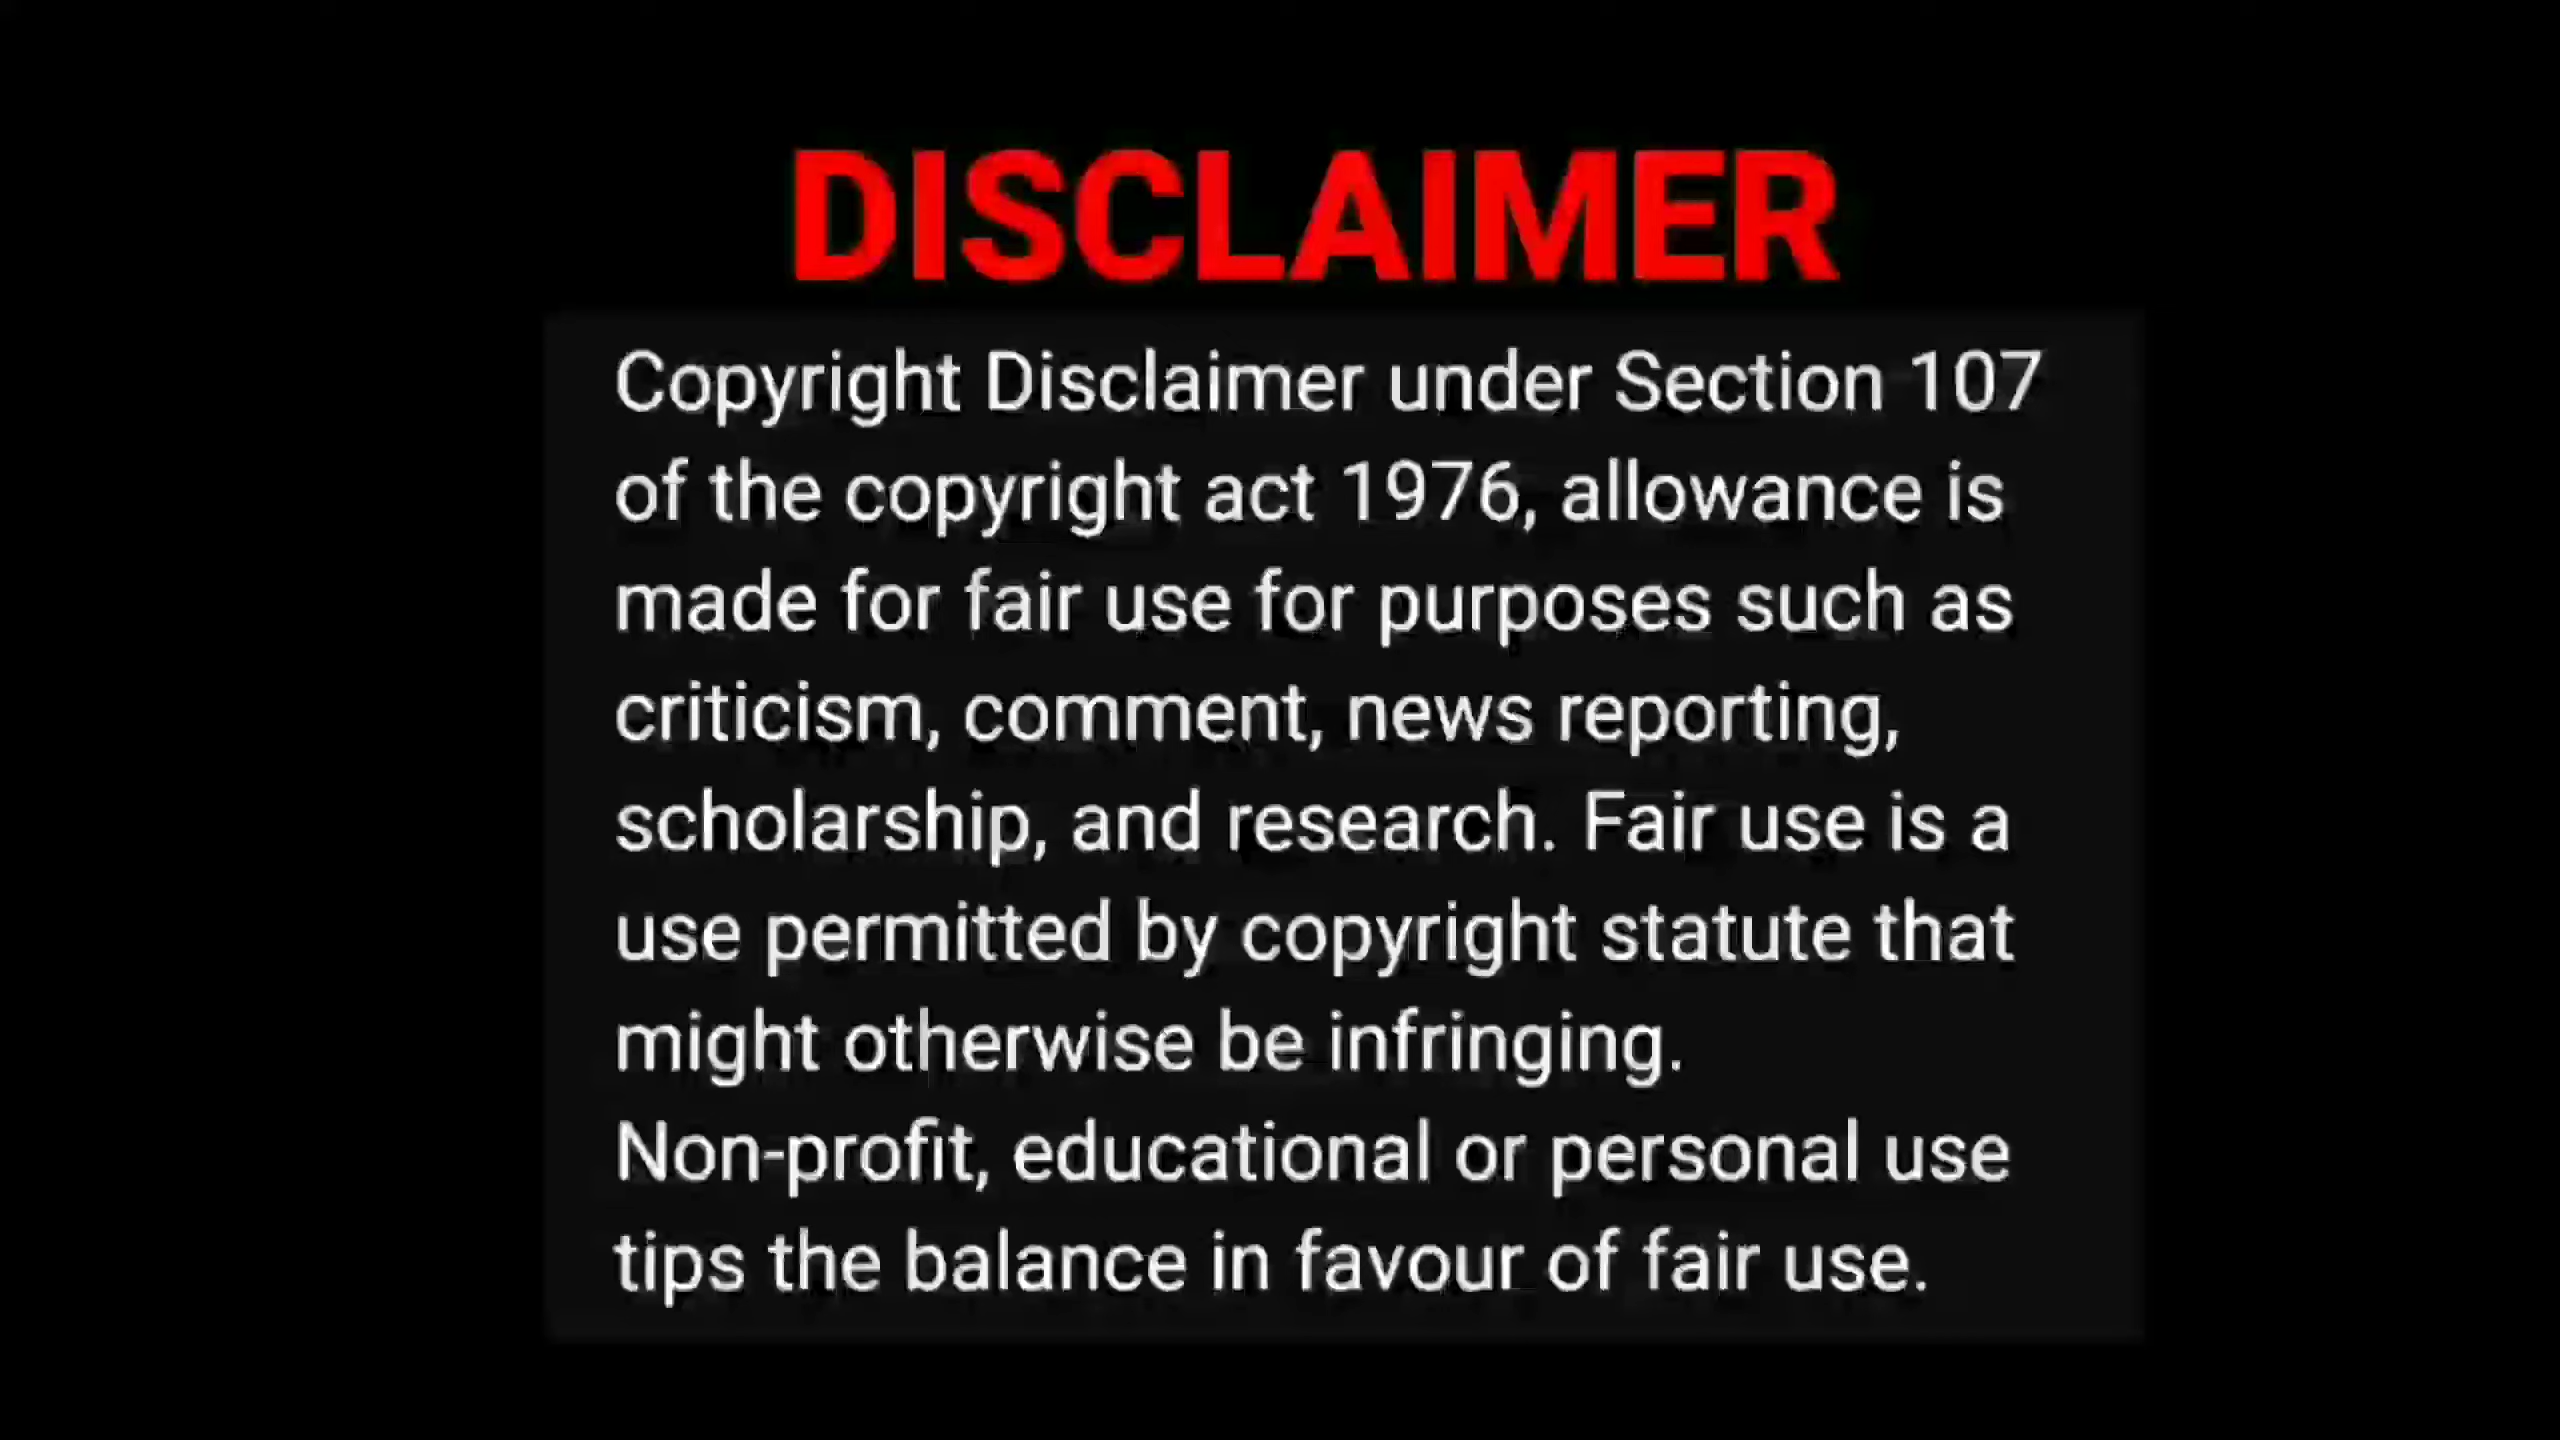 DISCLAIMER
Copyright Disclaimer under Section 107
of the copyright act 1976, allowance is
made for fair use for purposes such as
criticism, comment, news reporting,
scholarship, and research. Fair use is a
use permitted by copyright statute that
might otherwise be infringing.
Non-profit, educational or personal use
tips the balance in favour of fair use.